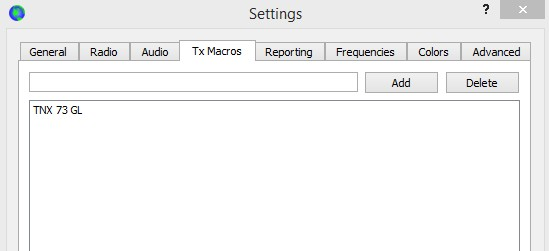 Settings
?
General Radio Audio Tx Macros Reporting Frequencies Colors Advanced
Add Delete
TNX 73 GL